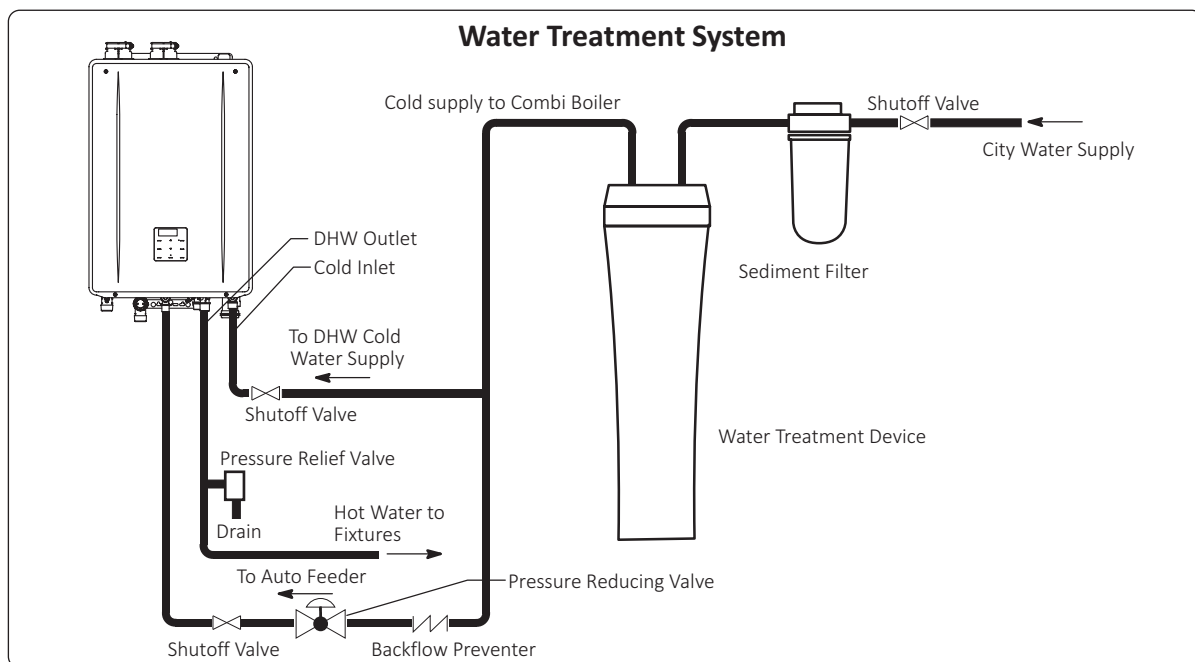 Water Treatment System
Cold supply to Combi Boiler
Shutoff Valve
City Water Supply
DHW Outlet
Cold Inlet
Sediment Filter
To DHW Cold
Water Supply
Shutoff Valve
Water Treatment Device
Pressure Relief Valve
Drain
Hot Water to
Fixtures
To Auto Feeder
Pressure Reducing Valve
Shutoff Valve
Backflow Preventer